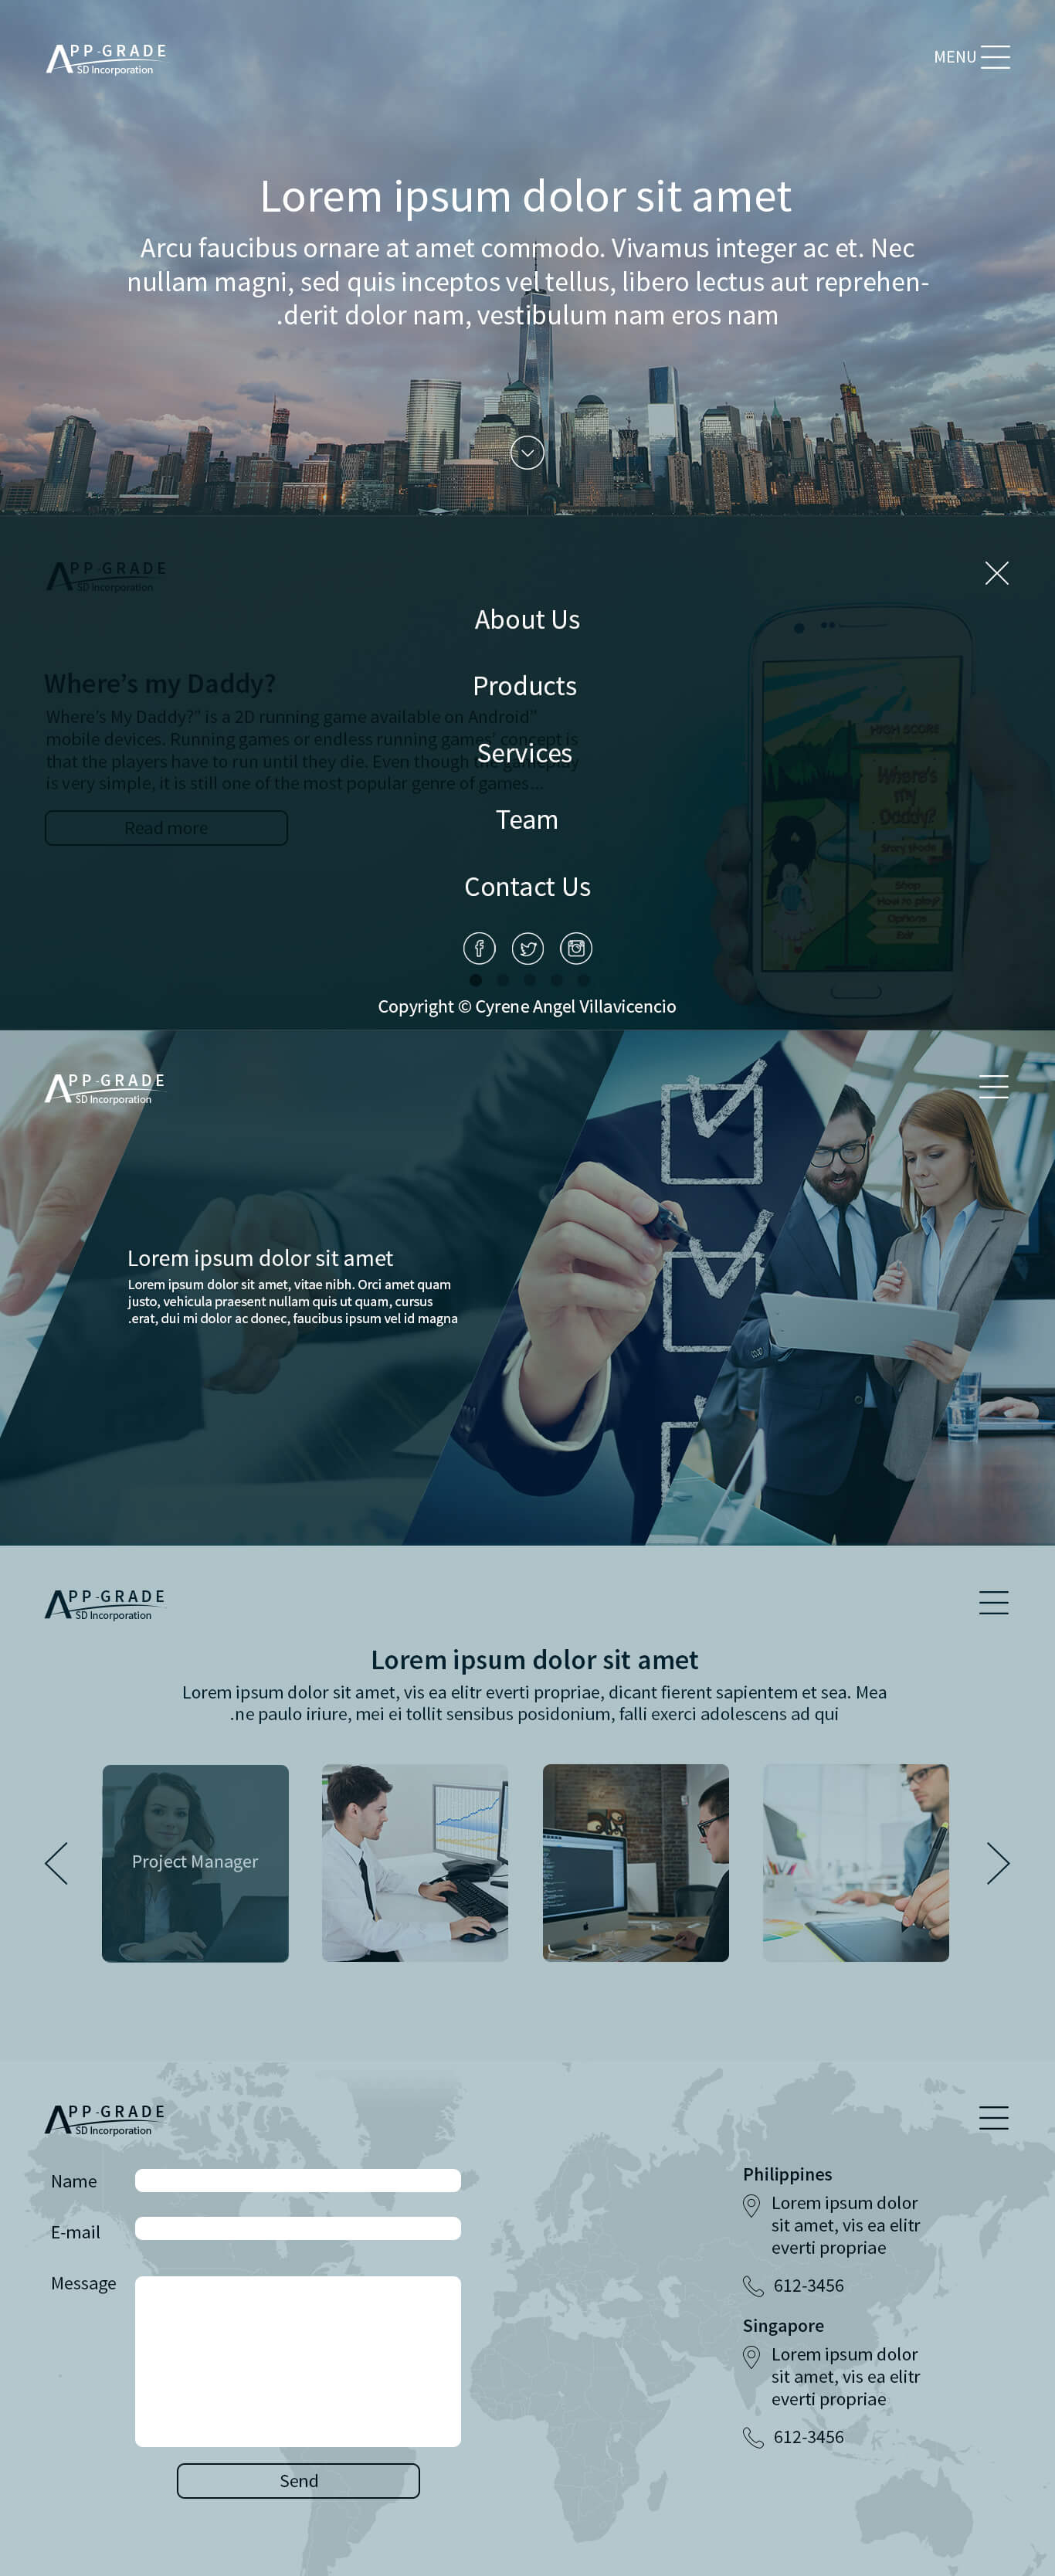 APP-GRADE
SD Incorporation
MENU
Lorem ipsum dolor sit amet
Arcu faucibus ornare at amet commodo. Vivamus integer ac et. Nec
nullam magni, sed quis inceptos vel tellus, libero lectus aut reprehen-
.derit dolor nam, vestibulum nam eros nam
APP-GRADE
SD Incorporation
About Us
Products
Services
Team
Contact Us
Where's my Daddy?
Where's My Daddy?" is a 2D running game available on Android"
mobile devices. Running games or endless running games' concept is
that the players have to run until they die. Even though the gameplay
is very simple, it is still one of the most popular genre of games...
Read more
HIGH SCORE
Where's
my
Daddy?
Story Mode
Shop
How to play?
Options
Exit
Copyright © Cyrene Angel Villavicencio
APP-GRADE
SD Incorporation
Lorem ipsum dolor sit amet
Lorem ipsum dolor sit amet, vitae nibh. Orci amet quam
justo, vehicula praesent nullam quis ut quam, cursus
.erat, dui mi dolor ac donec, faucibus ipsum vel id magna
APP-GRADE
SD Incorporation
Lorem ipsum dolor sit amet
Lorem ipsum dolor sit amet, vis ea elitr everti propriae, dicant fierent sapientem et sea. Mea
.ne paulo iriure, mei ei tollit sensibus posidonium, falli exerci adolescens ad qui
Project Manager
APP-GRADE
SD Incorporation
Name
E-mail
Message
Send
Philippines
Lorem ipsum dolor
sit amet, vis ea elitr
everti propriae
612-3456
Singapore
Lorem ipsum dolor
sit amet, vis ea elitr
everti propriae
612-3456